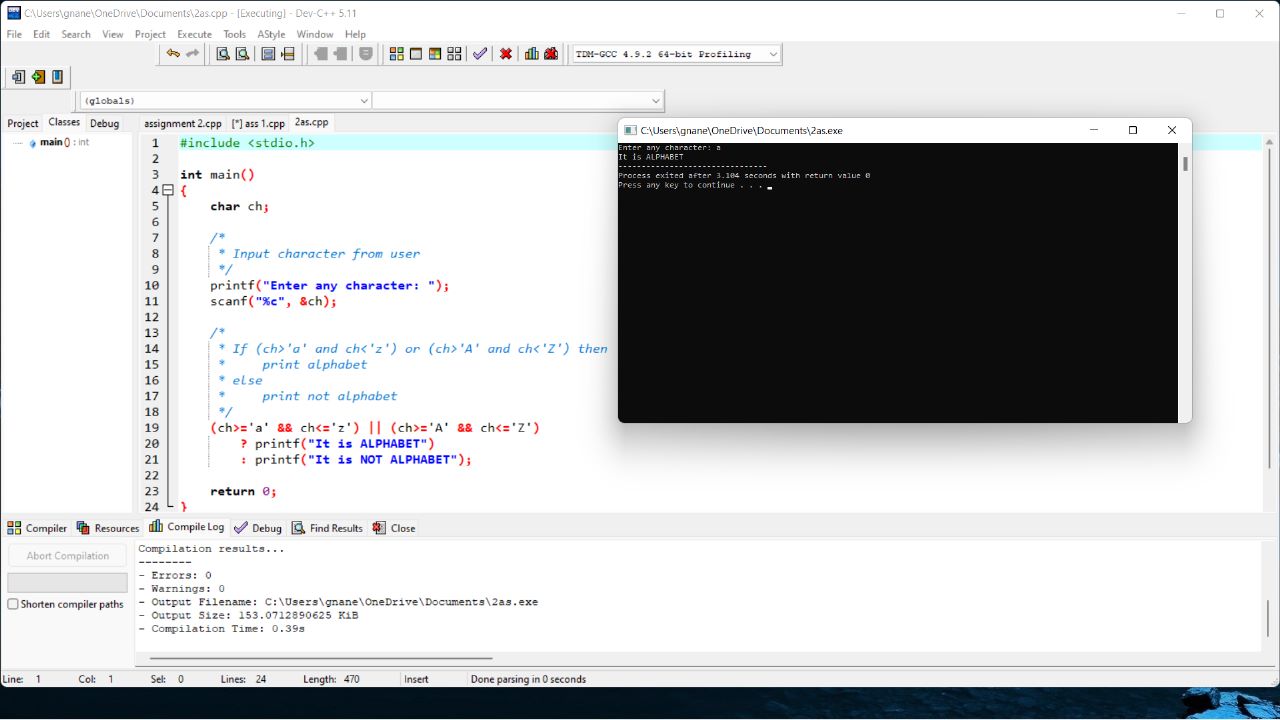 C:\Users\gnane\OneDrive\Documents\2as.cpp - [Executing] - Dev-C++ 5.11
File Edit Search View Project Execute Tools AStyle Window Help
TDM-GCC 4.9.2 64-bit Profiling
(globals)
Project Classes Debug
assignment 2.cpp [*] ass 1.cpp 2as.cpp
main () : int
1 #include <stdio.h>
2
3 int main()
4 {
5 char ch;
6
7 /*
8 * Input character from user
9 */
10 printf("Enter any character: ");
11 scanf("%c", &ch);
12
13 /*
14 * If (ch>'a' and ch<'z') or (ch>'A' and ch<'Z') then
15 * print alphabet
16 * else
17 * print not alphabet
18 */
19 (ch>='a' && ch<='z') || (ch>='A' && ch<='Z')
20 ? printf("It is ALPHABET")
21 : printf("It is NOT ALPHABET");
22
23 return 0;
24 }
C:\Users\gnane\OneDrive\Documents\2as.exe
Enter any character: a
It is ALPHABET
--------------------------------
Process exited after 3.104 seconds with return value 0
Press any key to continue . . .
Compiler Resources Compile Log Debug Find Results Close
Abort Compilation
Shorten compiler paths
Compilation results...
--------
- Errors: 0
- Warnings: 0
- Output Filename: C:\Users\gnane\OneDrive\Documents\2as.exe
- Output Size: 153.0712890625 KiB
- Compilation Time: 0.39s
Line: 1 Col: 1 Sel: 0 Lines: 24 Length: 470 Insert Done parsing in 0 seconds